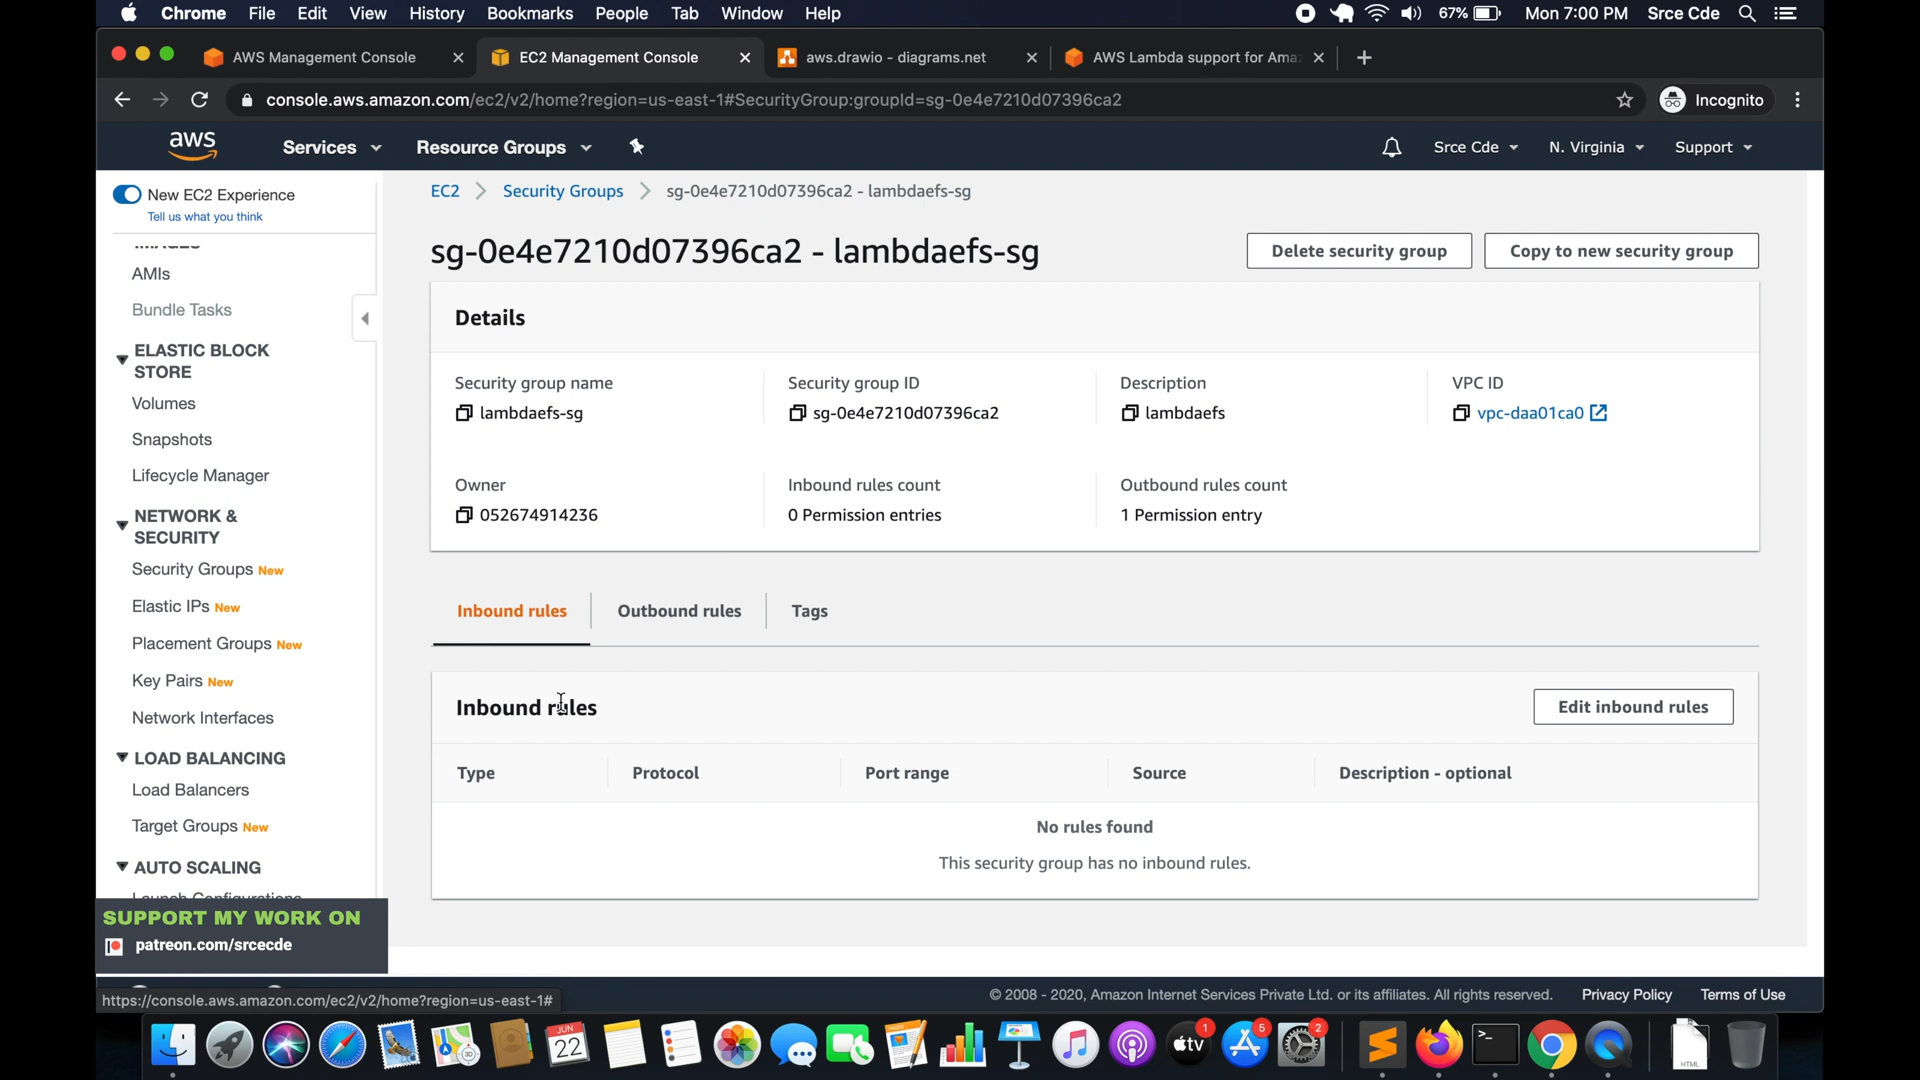 Chrome File Edit View History Bookmarks People Tab Window Help 67% Mon 7:00 PM Srce Cde
AWS Management Console
EC2 Management Console
aws.drawio - diagrams.net
AWS Lambda support for Ama
console.aws.amazon.com/ec2/v2/home?region=us-east-1#SecurityGroup:groupId=sg-0e4e7210d07396ca2
Incognito
aws Services Resource Groups Srce Cde N. Virginia Support
New EC2 Experience
Tell us what you think
IMAGES
AMIs
Bundle Tasks
ELASTIC BLOCK
STORE
Volumes
Snapshots
Lifecycle Manager
NETWORK &
SECURITY
Security Groups New
Elastic IPs New
Placement Groups New
Key Pairs New
Network Interfaces
LOAD BALANCING
Load Balancers
Target Groups New
AUTO SCALING
Launch Configurations
SUPPORT MY WORK ON
patreon.com/srcecde
https://console.aws.amazon.com/ec2/v2/home?region=us-east-1#
EC2 Security Groups sg-0e4e7210d07396ca2 - lambdaefs-sg
sg-0e4e7210d07396ca2 - lambdaefs-sg
Delete security group
Copy to new security group
Details
Security group name
lambdaefs-sg
Security group ID
sg-0e4e7210d07396ca2
Description
lambdaefs
VPC ID
vpc-daa01ca0
Owner
052674914236
Inbound rules count
0 Permission entries
Outbound rules count
1 Permission entry
Inbound rules Outbound rules Tags
Inbound rules
Edit inbound rules
Type Protocol Port range Source Description - optional
No rules found
This security group has no inbound rules.
© 2008 - 2020, Amazon Internet Services Private Ltd. or its affiliates. All rights reserved. Privacy Policy Terms of Use
JUN
22
tv
1
5
2
HTML